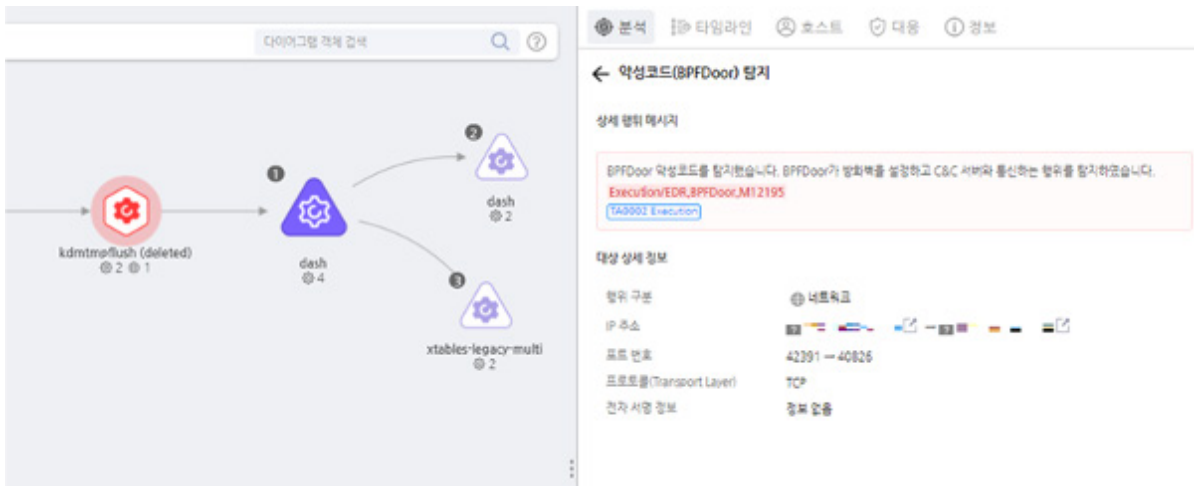 다이어그램 객체 검색
분석 타임라인 호스트 대응 정보
악성코드(BPFDoor) 탐지
상세 행위 메시지
BPFDoor 악성코드를 탐지했습니다. BPFDoor가 방화벽을 설정하고 C&C 서버와 통신하는 행위를 탐지하였습니다.
Execution/EDR,BPFDoor,M12195
TA0002 Execution
대상 상세 정보
행위 구분 네트워크
IP 주소
포트 번호 42391 — 40826
프로토콜(Transport Layer) TCP
전자 서명 정보 정보 없음
kdmtmpflush (deleted)
2 1
1
dash
4
2
dash
2
3
xtables-legacy-multi
2